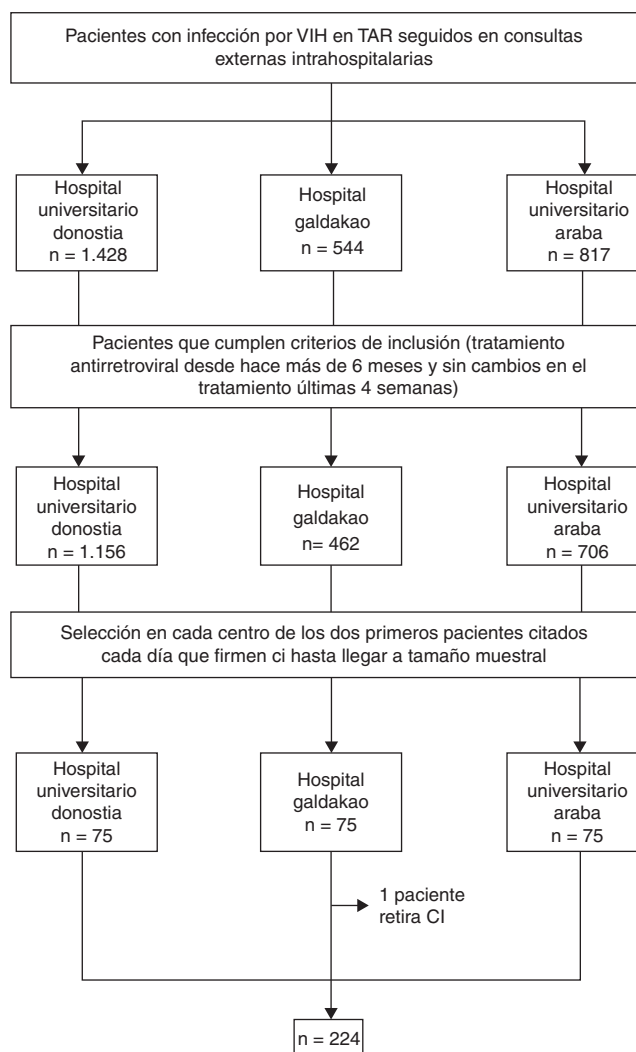 Pacientes con infección por VIH en TAR seguidos en consultas
externas intrahospitalarias
Hospital
universitario
donostia
n = 1.428
Hospital
galdakao
n = 544
Hospital
universitario
araba
n = 817
Pacientes que cumplen criterios de inclusión (tratamiento
antirretroviral desde hace más de 6 meses y sin cambios en el
tratamiento últimas 4 semanas)
Hospital
universitario
donostia
n = 1.156
Hospital
galdakao
n= 462
Hospital
universitario
araba
n = 706
Selección en cada centro de los dos primeros pacientes citados
cada día que firmen ci hasta llegar a tamaño muestral
Hospital
universitario
donostia
n = 75
Hospital
galdakao
n = 75
Hospital
universitario
araba
n = 75
1 paciente
retira CI
n = 224